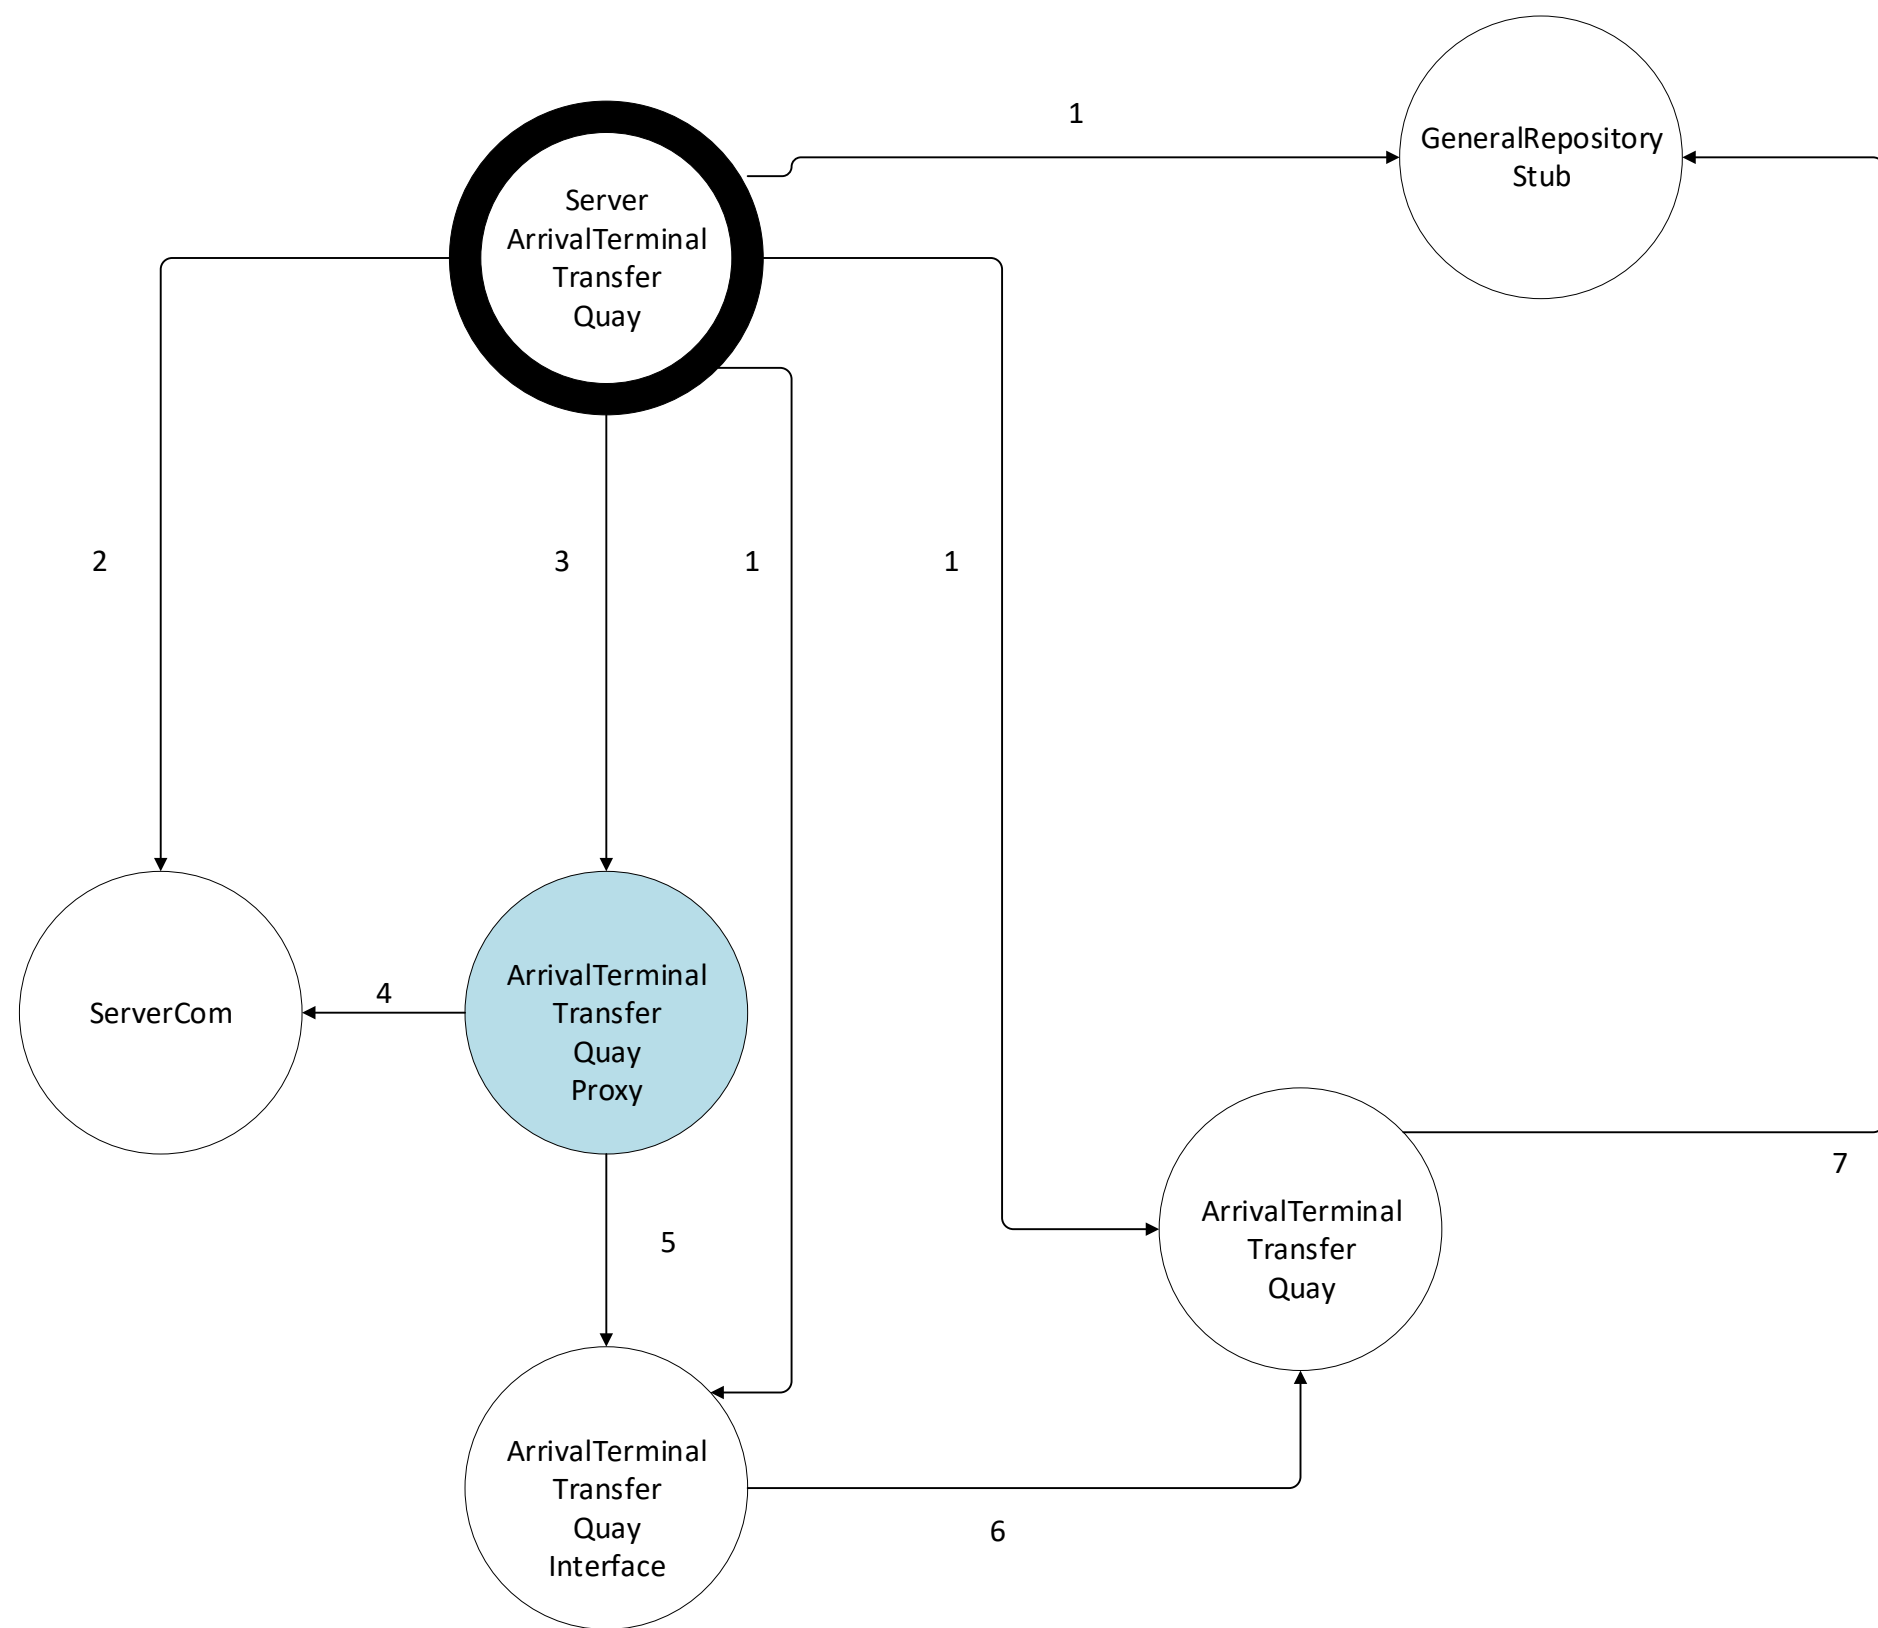 1
GeneralRepository
Stub
Server
ArrivalTerminal
Transfer
Quay
2
3
1
1
ServerCom
4
ArrivalTerminal
Transfer
Quay
Proxy
7
ArrivalTerminal
Transfer
Quay
5
ArrivalTerminal
Transfer
Quay
Interface
6